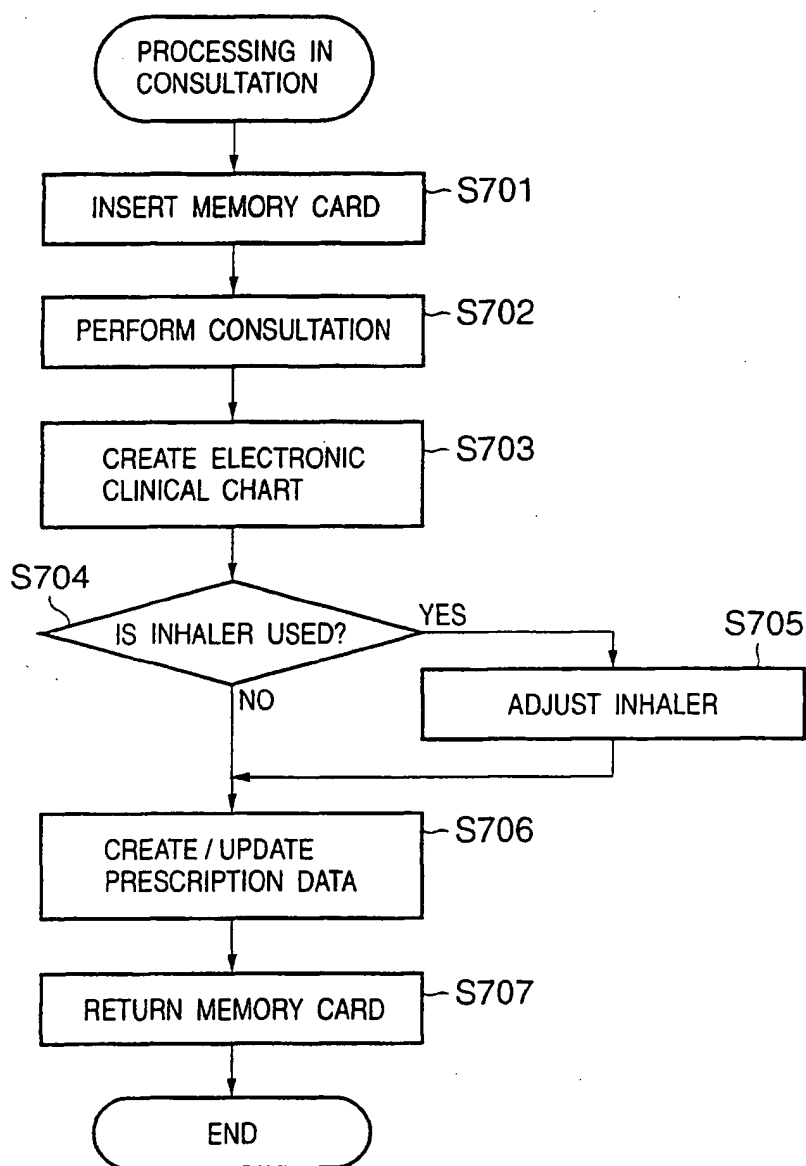 PROCESSING IN
CONSULTATION
INSERT MEMORY CARD
S701
PERFORM CONSULTATION
S702
CREATE ELECTRONIC
CLINICAL CHART
S703
S704
IS INHALER USED?
YES
NO
S705
ADJUST INHALER
CREATE / UPDATE
PRESCRIPTION DATA
S706
RETURN MEMORY CARD
S707
END